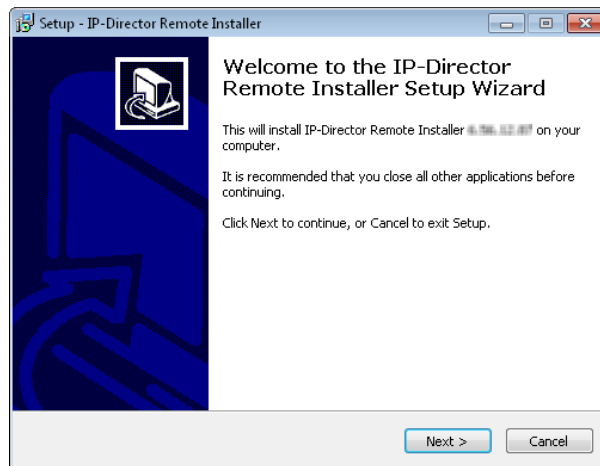 Setup - IP-Director Remote Installer
Welcome to the IP-Director
Remote Installer Setup Wizard
This will install IP-Director Remote Installer on your
computer.
It is recommended that you close all other applications before
continuing.
Click Next to continue, or Cancel to exit Setup.
Next >
Cancel